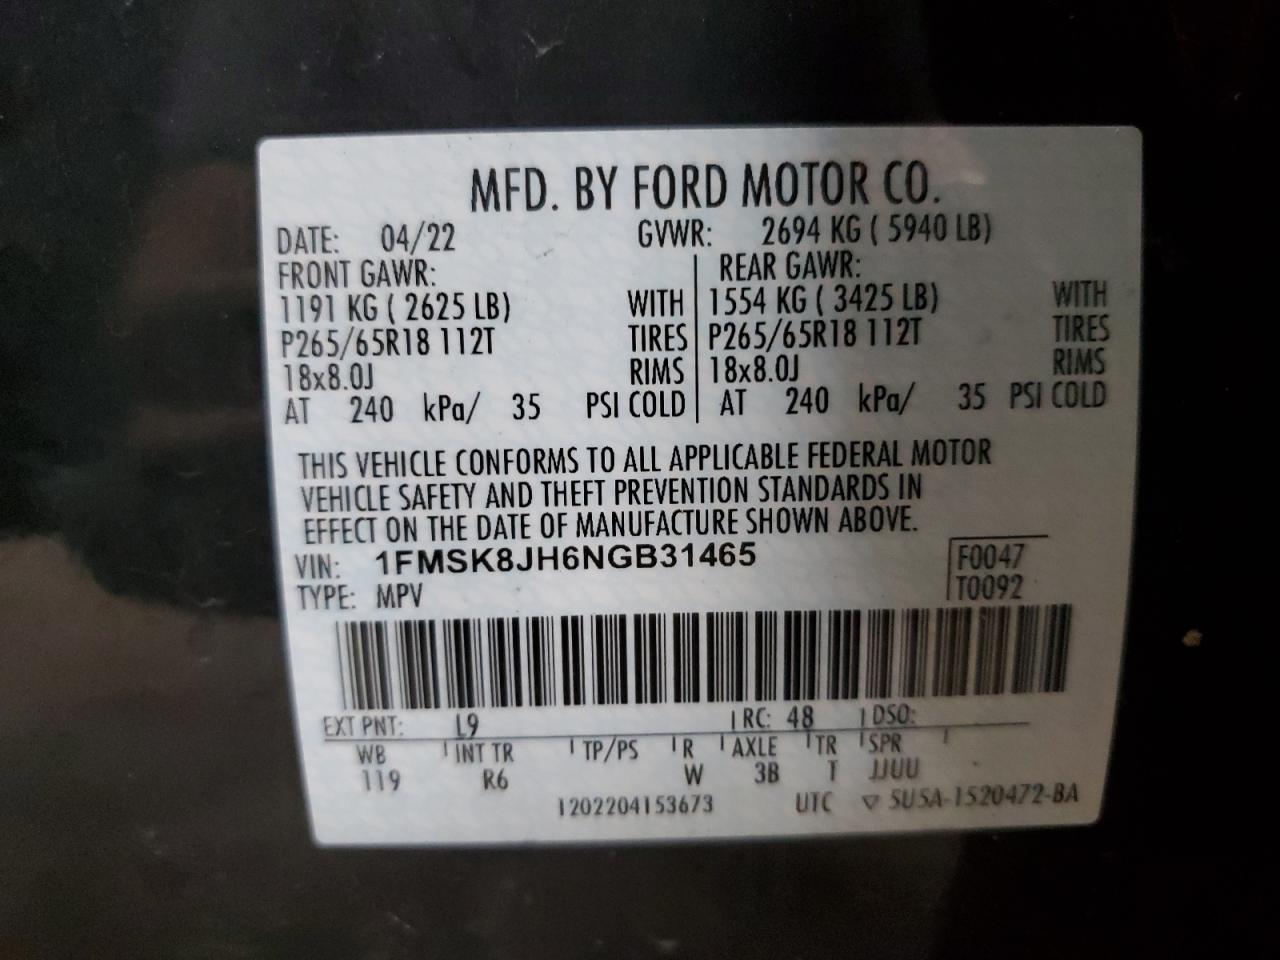 MFD. BY FORD MOTOR CO.
DATE: 04/22 GVWR: 2694 KG ( 5940 LB)
FRONT GAWR: REAR GAWR:
1191 KG ( 2625 LB) WITH 1554 KG ( 3425 LB) WITH
P265/65R18 112T TIRES P265/65R18 112T TIRES
18x8.0J RIMS 18x8.0J RIMS
AT 240 kPa/ 35 PSI COLD AT 240 kPa/ 35 PSI COLD
THIS VEHICLE CONFORMS TO ALL APPLICABLE FEDERAL MOTOR
VEHICLE SAFETY AND THEFT PREVENTION STANDARDS IN
EFFECT ON THE DATE OF MANUFACTURE SHOWN ABOVE.
VIN: 1FMSK8JH6NGB31465 F0047
TYPE: MPV T0092
EXT PNT: L9 RC: 48 DSO:
WB INT TR TP/PS R AXLE TR SPR
119 R6 W 3B T JJUU
1202204153673 UTC ▽ 5U5A-1520472-BA